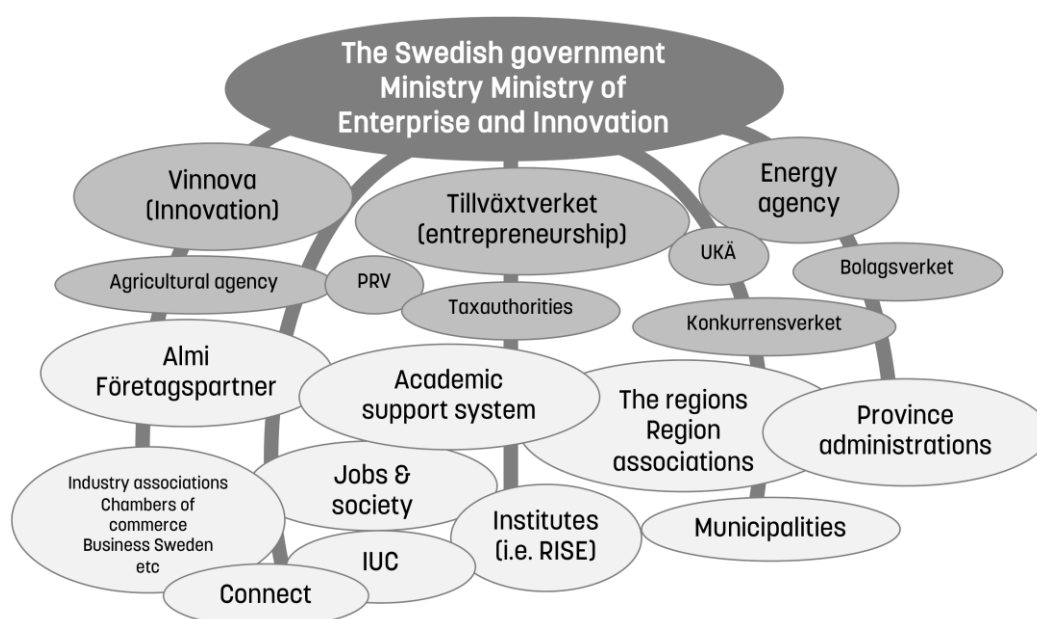 The Swedish government
Ministry Ministry of
Enterprise and Innovation
Vinnova
(Innovation)
Tillväxtverket
(entrepreneurship)
Energy
agency
UKÄ
Bolagsverket
Agricultural agency
PRV
Taxauthorities
Konkurrensverket
Almi
Företagspartner
Academic
support system
The regions
Region
associations
Province
administrations
Industry associations
Chambers of
commerce
Business Sweden
etc
Jobs &
society
Institutes
(i.e. RISE)
Municipalities
IUC
Connect